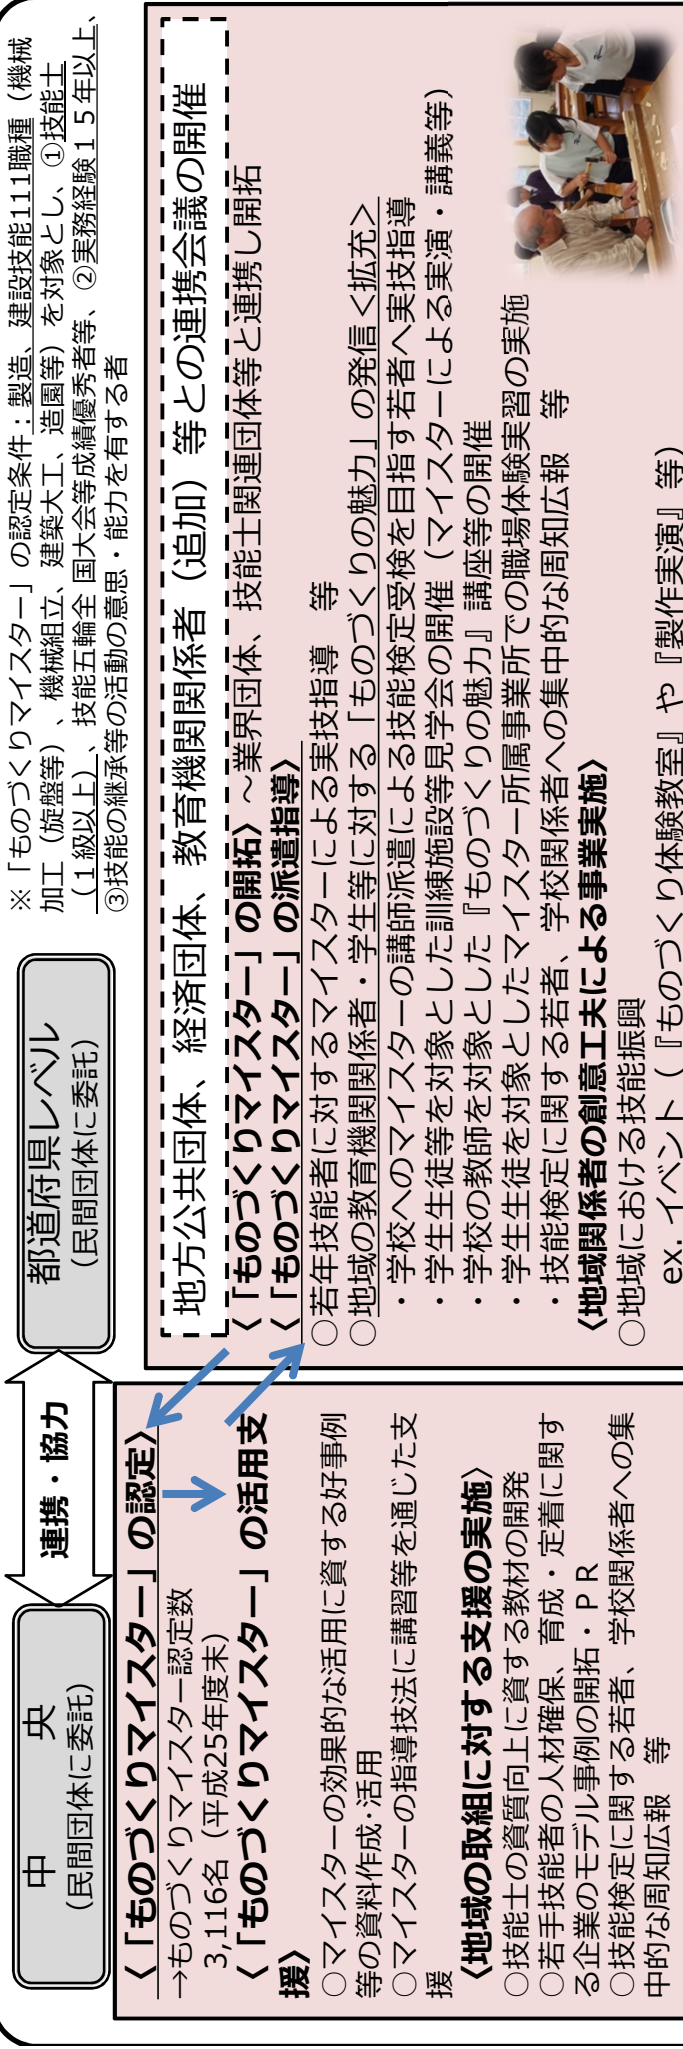 中　　央
（民間団体に委託）
連携・協力
都道府県レベル
（民間団体に委託）
※「ものづくりマイスター」の認定条件：製造、建設技能111職種（機械
加工（旋盤等）、機械組立、建築大工、造園等）を対象とし、①技能士
（１級以上）、技能五輪全 国大会等成績優秀者等、②実務経験１５年以上、
③技能の継承等の活動の意思・能力を有する者
〈「ものづくりマイスター」の認定〉
→ものづくりマイスター認定数
3,116名（平成25年度末）
〈「ものづくりマイスター」の活用支
援〉
○マイスターの効果的な活用に資する好事例
等の資料作成・活用
○マイスターの指導技法に講習等を通じた支
援
〈地域の取組に対する支援の実施〉
○技能士の資質向上に資する教材の開発
○若手技能者の人材確保、育成・定着に関す
る企業のモデル事例の開拓・ＰＲ
○技能検定に関する若者、学校関係者への集
中的な周知広報　等
地方公共団体、経済団体、教育機関関係者（追加）等との連携会議の開催
〈「ものづくりマイスター」の開拓〉～業界団体、技能士関連団体等と連携し開拓
〈「ものづくりマイスター」の派遣指導〉
○若年技能者に対するマイスターによる実技指導　等
○地域の教育機関関係者・学生等に対する「ものづくりの魅力」の発信＜拡充＞
・学校へのマイスターの講師派遣による技能検定受検を目指す若者へ実技指導
・学生生徒等を対象とした訓練施設等見学会の開催（マイスターによる実演・講義等）
・学校の教師を対象とした『ものづくりの魅力』講座等の開催
・学生生徒を対象としたマイスター所属事業所での職場体験実習の実施
・技能検定に関する若者、学校関係者への集中的な周知広報　等
〈地域関係者の創意工夫による事業実施〉
○地域における技能振興
ex. イベント（『ものづくり体験教室』や『製作実演』等）